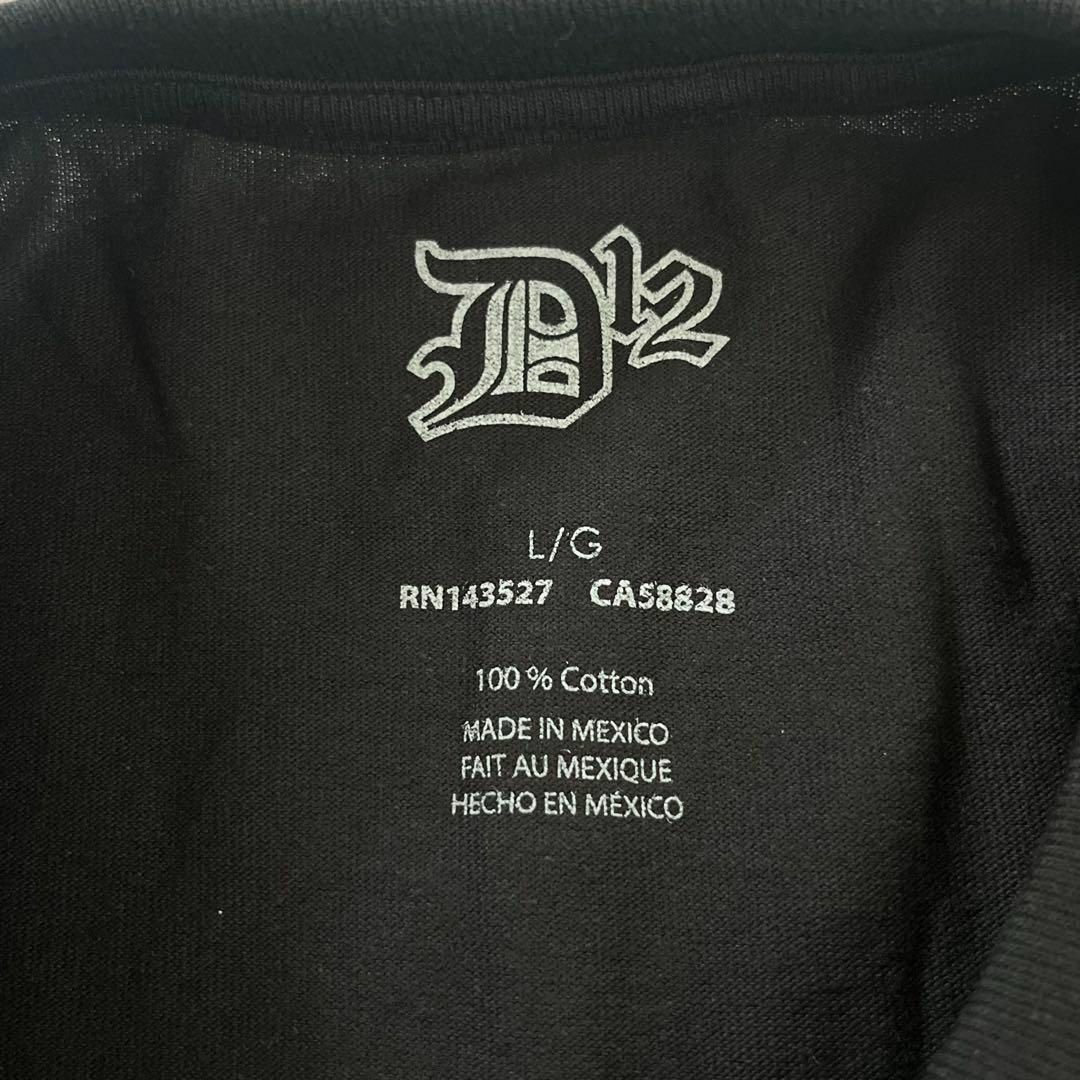 D12
L/G
RN143527 CA58828
100 % Cotton
MADE IN MEXICO
FAIT AU MEXIQUE
HECHO EN MÉXICO